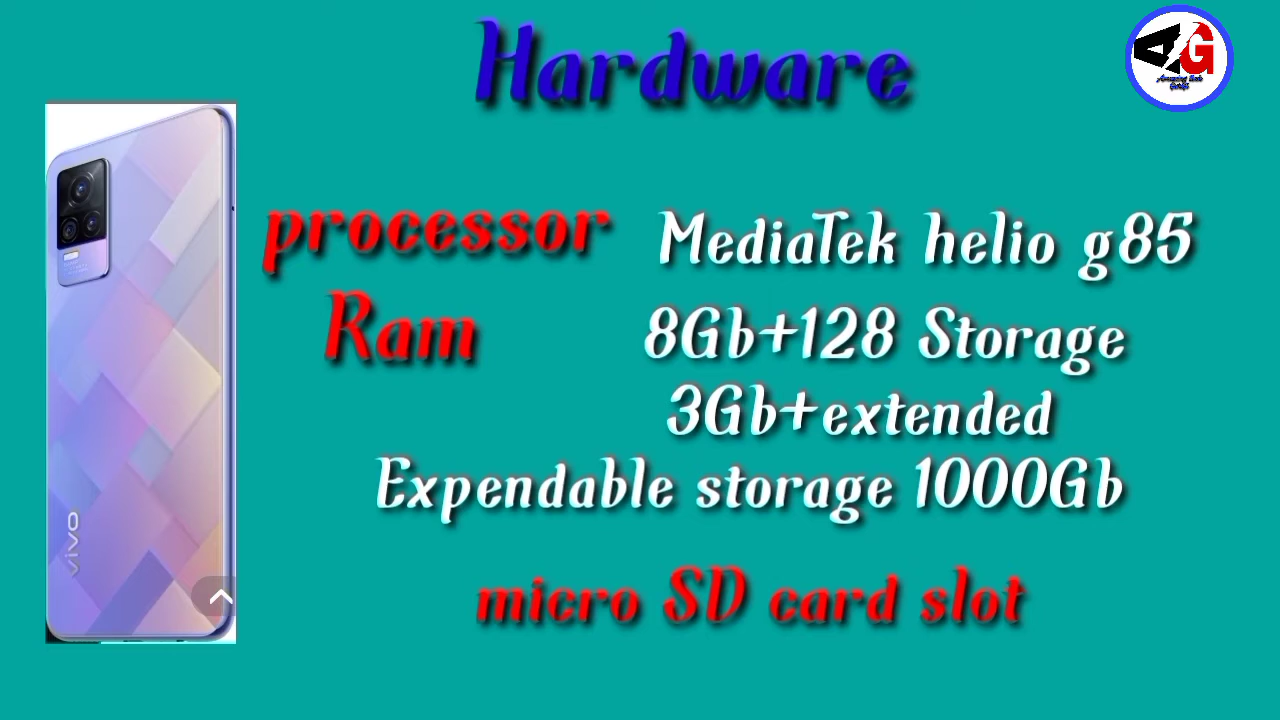 Hardware
AG
processor MediaTek helio g85
Ram 8Gb+128 Storage
3Gb+extended
Expendable storage 1000Gb
micro SD card slot
vivo